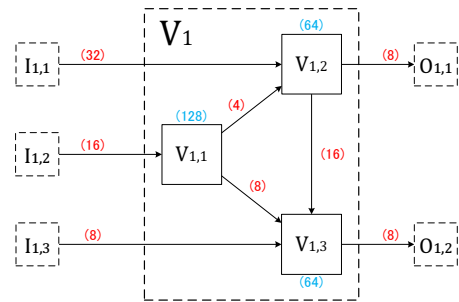 V1
(64)
I1,1
(32)
V1,2
(8)
O1,1
(4)
(128)
I1,2
(16)
V1,1
(16)
(8)
I1,3
(8)
V1,3
(8)
O1,2
(64)